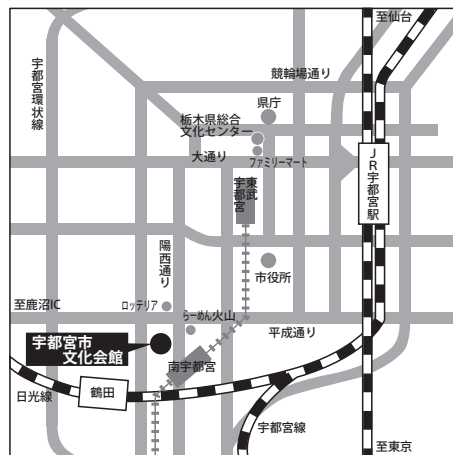 至仙台
宇都宮環状線
競輪場通り
県庁
栃木県総合
文化センター
大通り
ファミリーマート
JR宇都宮駅
東武
宇都宮
陽西通り
市役所
至鹿沼IC
ロッテリア
らーめん火山
平成通り
宇都宮市
文化会館
南宇都宮
日光線
鶴田
宇都宮線
至東京